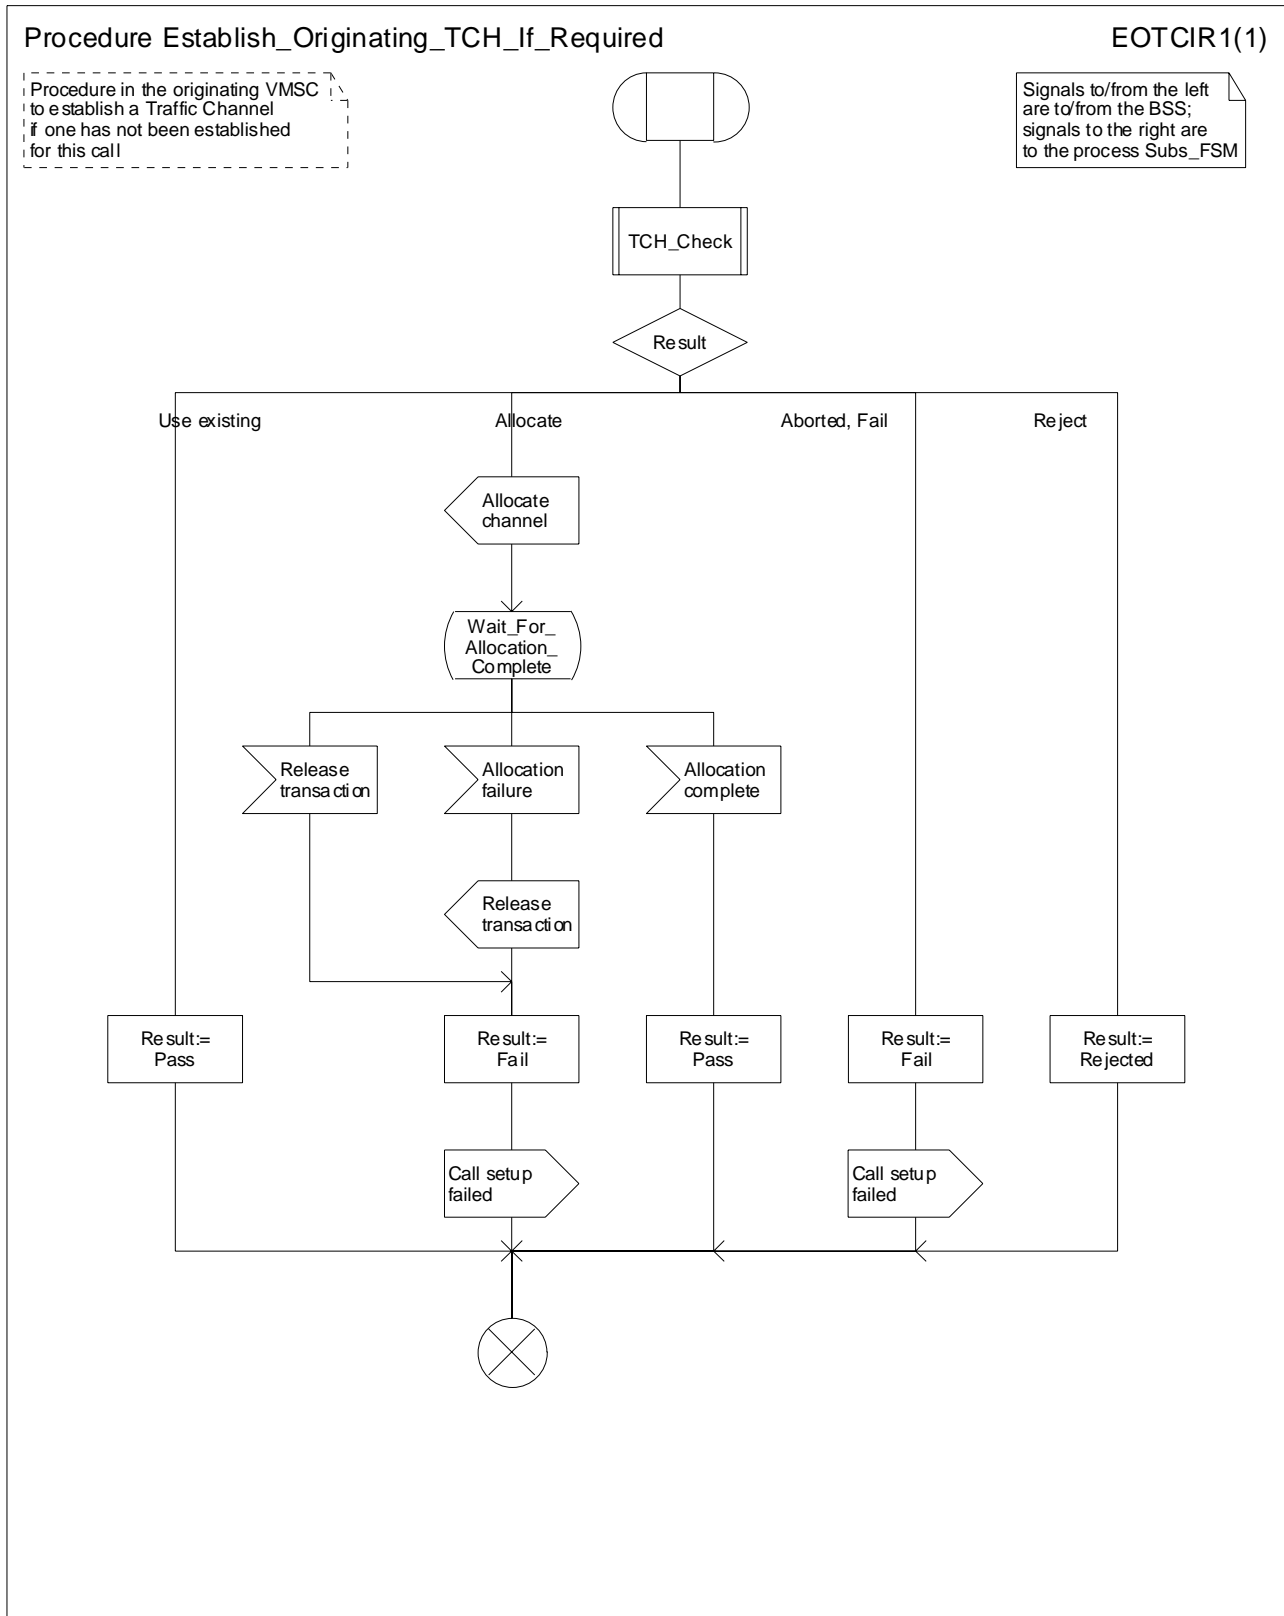 Procedure Establish_Originating_TCH_If_Required
EOTCIR1(1)
Procedure in the originating VMSC
to establish a Traffic Channel
if one has not been established
for this call
Signals to/from the left
are to/from the BSS;
signals to the right are
to the process Subs_FSM
TCH_Check
Result
Use existing
Allocate
Aborted, Fail
Reject
Allocate
channel
Wait_For_
Allocation_
Complete
Release
transaction
Allocation
failure
Allocation
complete
Release
transaction
Result:=
Pass
Result:=
Fail
Result:=
Pass
Result:=
Fail
Result:=
Rejected
Call setup
failed
Call setup
failed